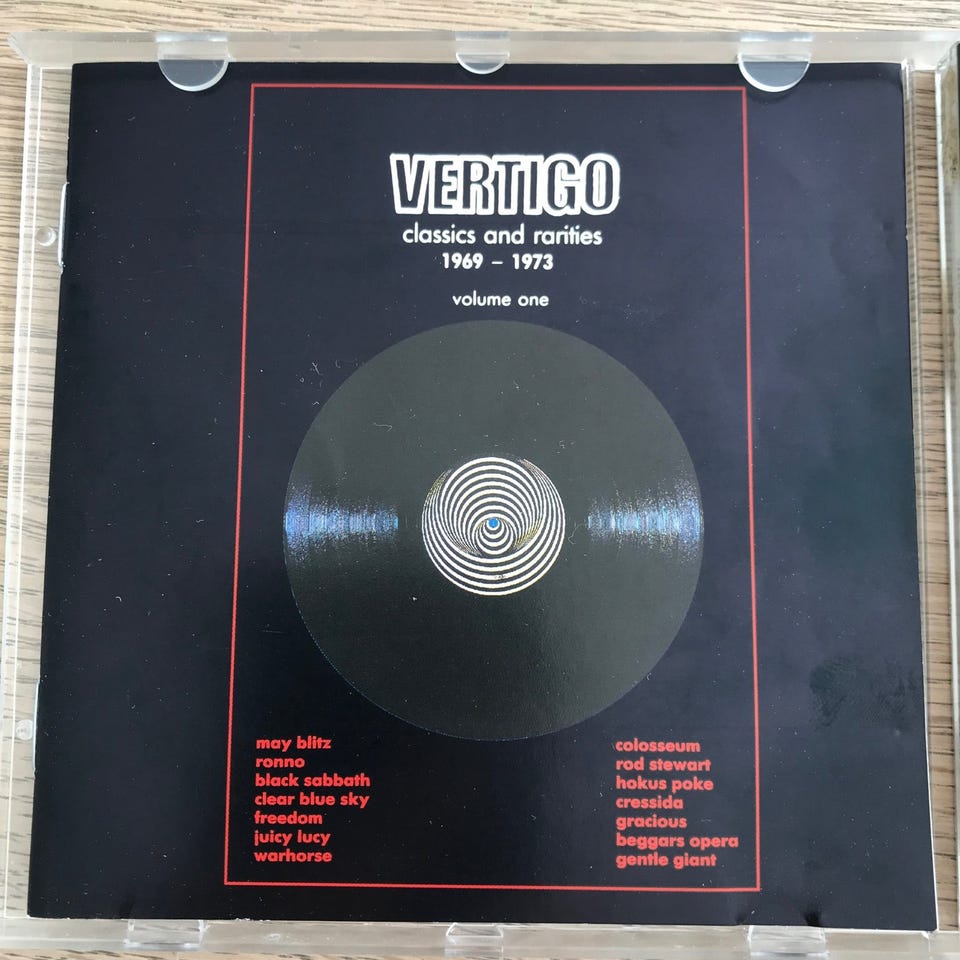 VERTIGO
classics and rarities
1969 – 1973
volume one
may blitz
ronno
black sabbath
clear blue sky
freedom
juicy lucy
warhorse
colosseum
rod stewart
hokus poke
cressida
gracious
beggars opera
gentle giant